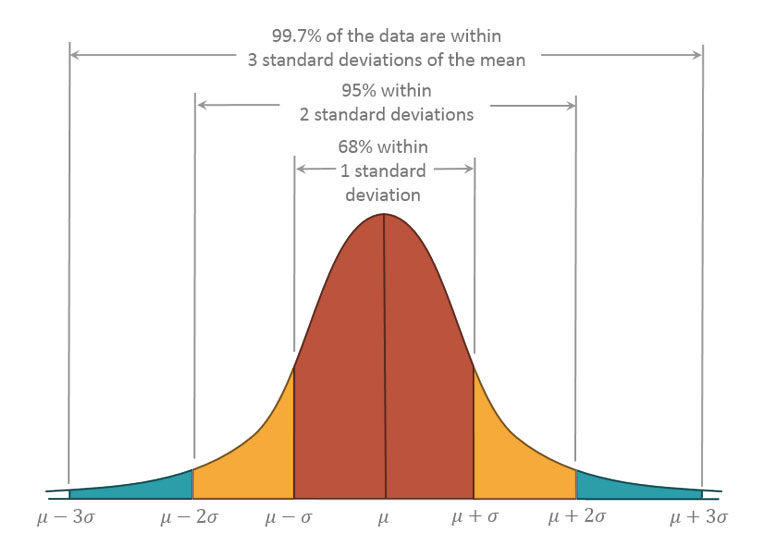 99.7% of the data are within
3 standard deviations of the mean
95% within
2 standard deviations
68% within
1 standard
deviation
μ − 3σ μ − 2σ μ − σ μ μ + σ μ + 2σ μ + 3σ